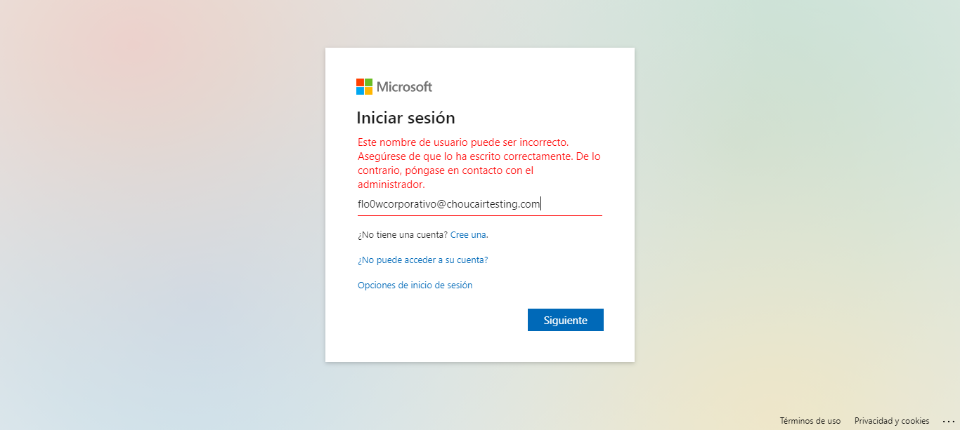 Microsoft
Iniciar sesión
Este nombre de usuario puede ser incorrecto.
Asegúrese de que lo ha escrito correctamente. De lo
contrario, póngase en contacto con el
administrador.
flo0wcorporativo@choucairtesting.com
¿No tiene una cuenta? Cree una.
¿No puede acceder a su cuenta?
Opciones de inicio de sesión
Siguiente
Términos de uso Privacidad y cookies ...